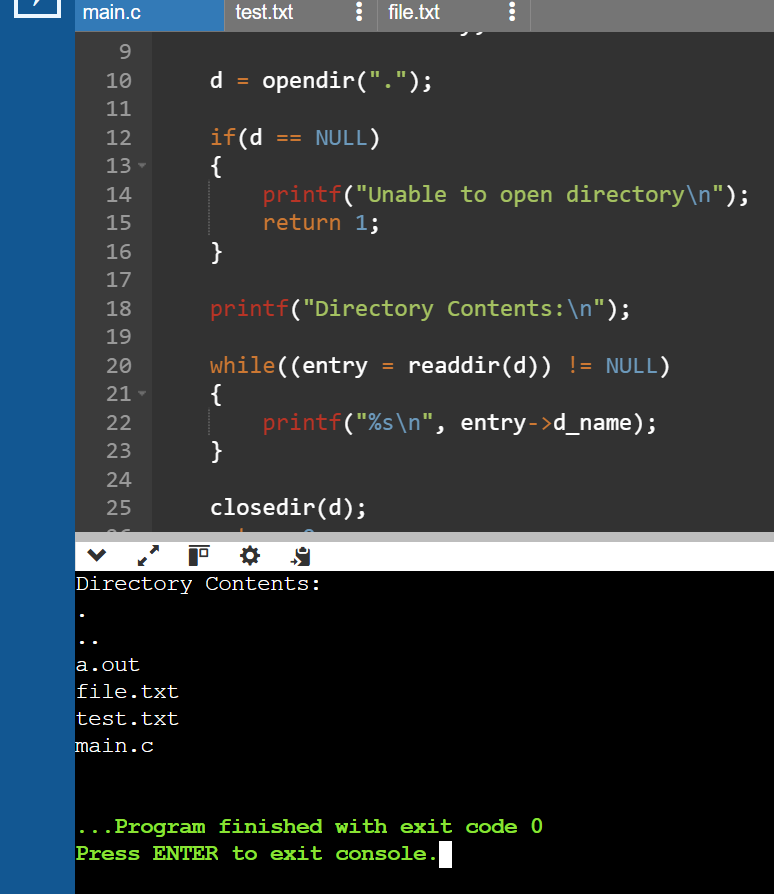 main.c test.txt file.txt
9
10 d = opendir(".");
11
12 if(d == NULL)
13 {
14 printf("Unable to open directory\n");
15 return 1;
16 }
17
18 printf("Directory Contents:\n");
19
20 while((entry = readdir(d)) != NULL)
21 {
22 printf("%s\n", entry->d_name);
23 }
24
25 closedir(d);
Directory Contents:
.
..
a.out
file.txt
test.txt
main.c
...Program finished with exit code 0
Press ENTER to exit console.